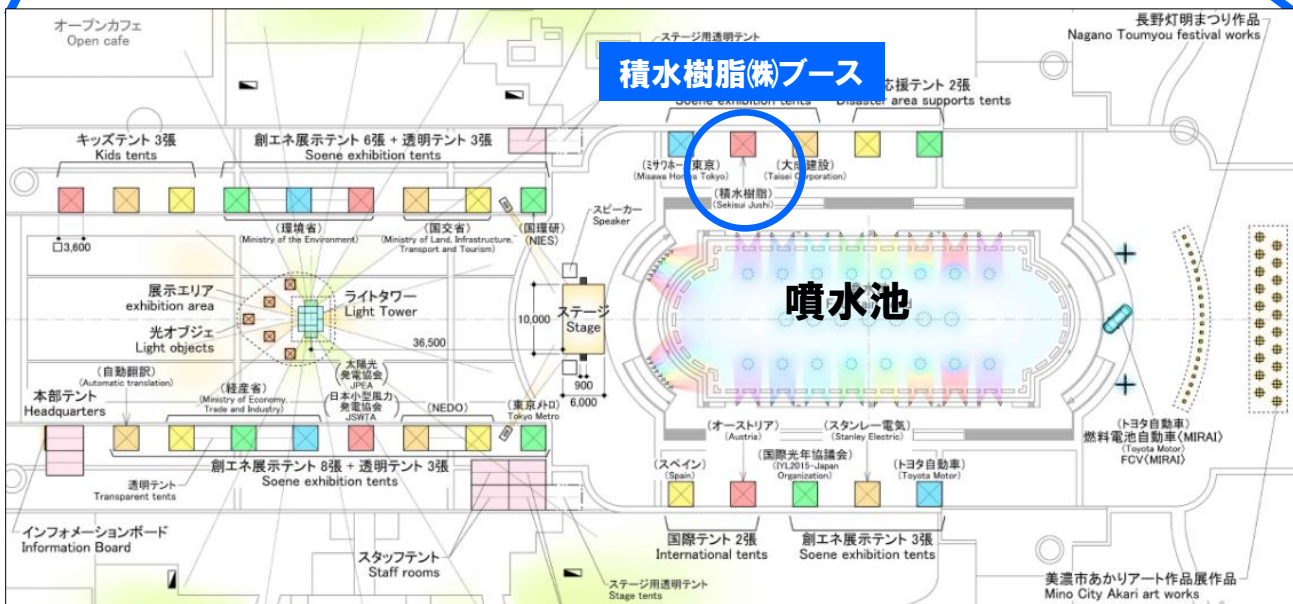 オープンカフェ
Open cafe
長野灯明まつり作品
Nagano Toumyou festival works
ステージ用透明テント
積水樹脂㈱ブース
応援テント 2張
Soene exhibition tents
Disaster area supports tents
キッズテント 3張
Kids tents
創エネ展示テント 6張 + 透明テント 3張
Soene exhibition tents
(大成建設)
(Taisei Corporation)
(積水樹脂)
(Sekisui Jushi)
スピーカー
Speaker
(環境省)
(Ministry of the Environment)
(国交省)
(Ministry of Land, Infrastructure,
Transport and Tourism)
(国環研)
(NIES)
□3,600
展示エリア
exhibition area
光オブジェ
Light objects
ライトタワー
Light Tower
36,500
10,000
ステージ
Stage
900
6,000
噴水池
(自動翻訳)
(Automatic translation)
本部テント
Headquarters
(経産省)
(Ministry of Economy,
Trade and Industry)
太陽光
発電協会
JPEA
日本小型風力
発電協会
JSWTA
(NEDO)
(東京メトロ)
Tokyo Metro
創エネ展示テント 8張 + 透明テント 3張
Soene exhibition tents
透明テント
Transparent tents
インフォメーションボード
Information Board
スタッフテント
Staff rooms
ステージ用透明テント
Stage tents
(オーストリア)
(Austria)
(スタンレー電気)
(Stanley Electric)
(スペイン)
(Spain)
(国際光年協議会)
(IYL2015-Japan
Organization)
(トヨタ自動車)
(Toyota Motor)
国際テント 2張
International tents
創エネ展示テント 3張
Soene exhibition tents
(トヨタ自動車)
燃料電池自動車〈MIRAI〉
(Toyota Motor)
FCV〈MIRAI〉
美濃市あかりアート作品展作品
Mino City Akari art works